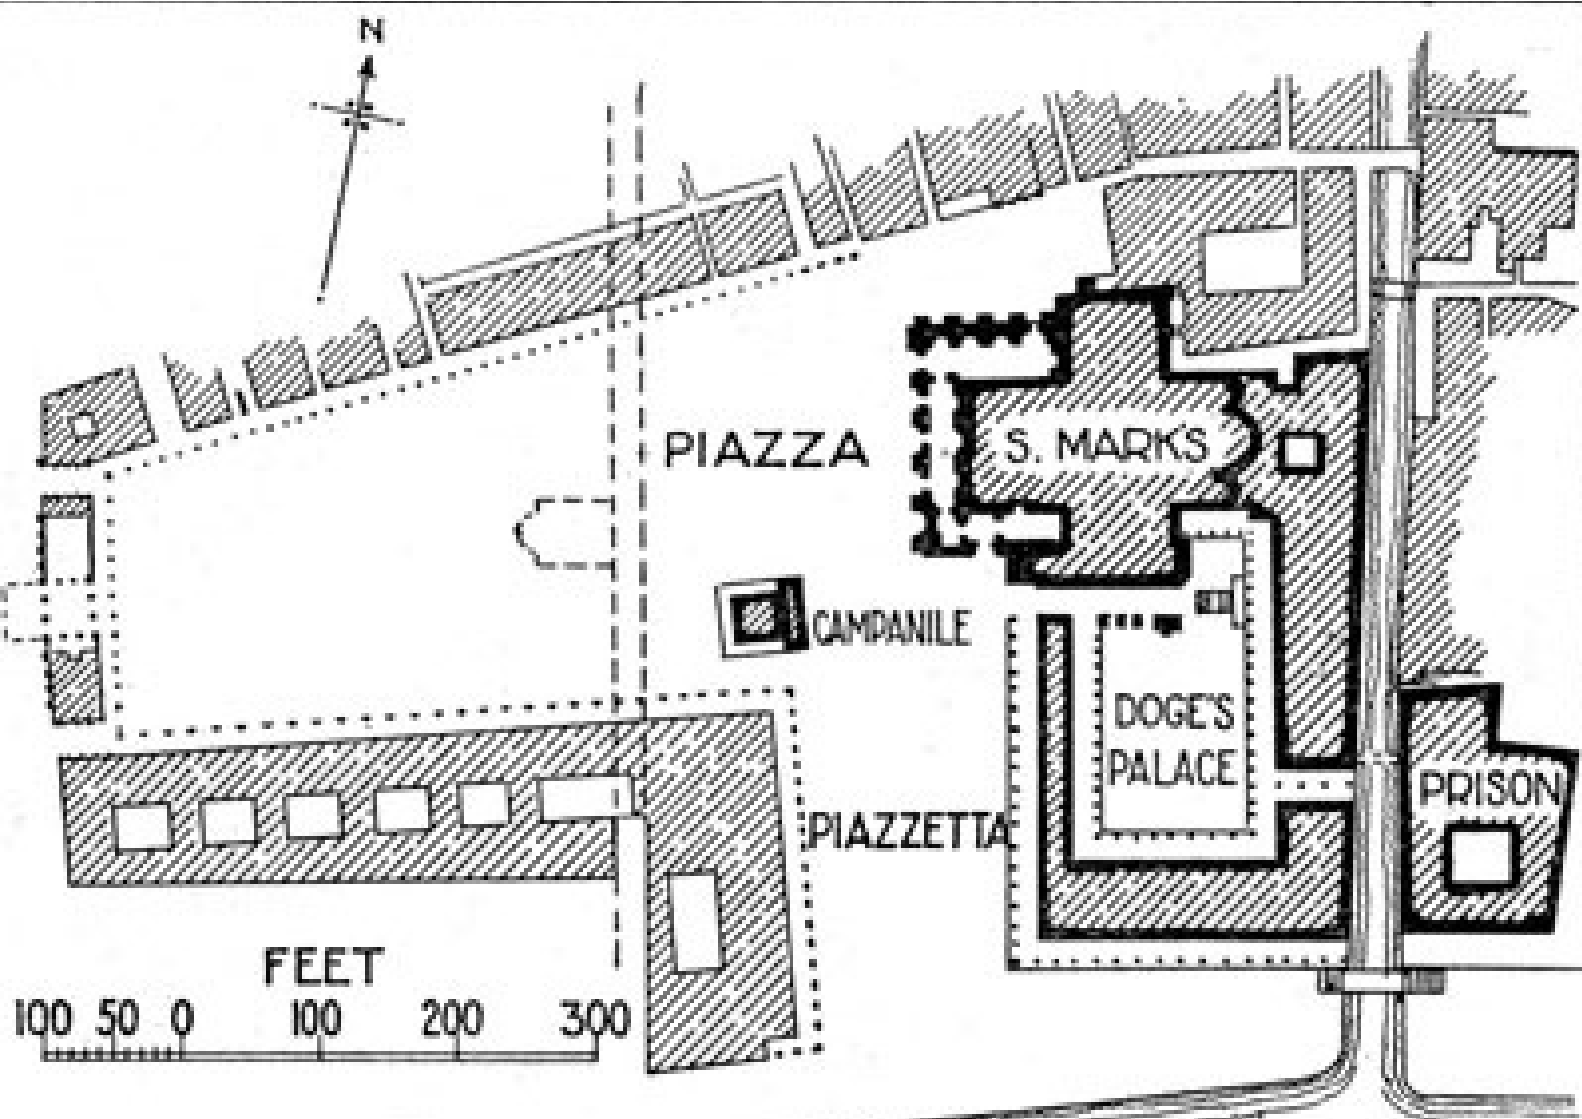 N
PIAZZA
S. MARKS
CAMPANILE
DOGE'S
PALACE
PIAZZETTA
PRISON
FEET
100 50 0 100 200 300